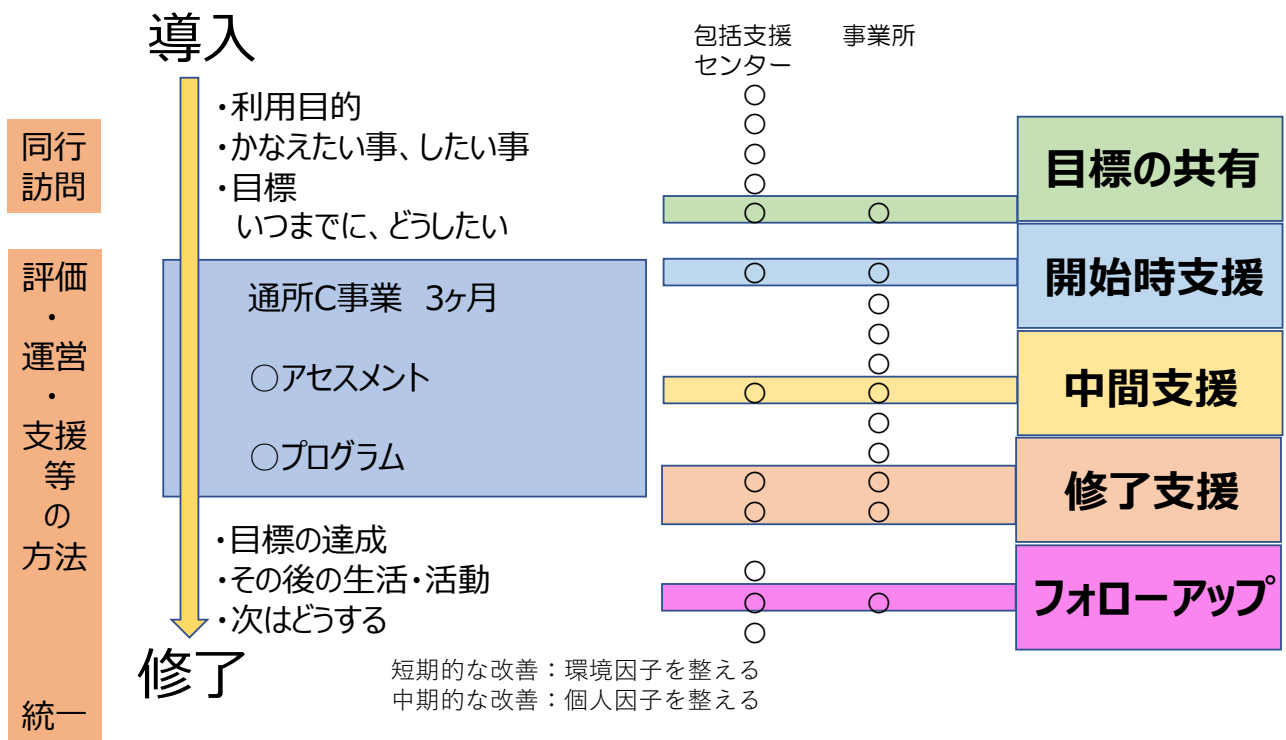 導入
包括支援
センター
事業所
同行
訪問
・利用目的
・かなえたい事、したい事
・目標
いつまでに、どうしたい
評価
・
運営
・
支援
等
の
方法
統一
通所C事業 3ヶ月
○アセスメント
○プログラム
・目標の達成
・その後の生活・活動
・次はどうする
修了
短期的な改善：環境因子を整える
中期的な改善：個人因子を整える
○
○
○
○
○ ○
○ ○
○
○
○
○ ○
○
○
○ ○
○ ○
○
○ ○
○
目標の共有
開始時支援
中間支援
修了支援
フォローアップ